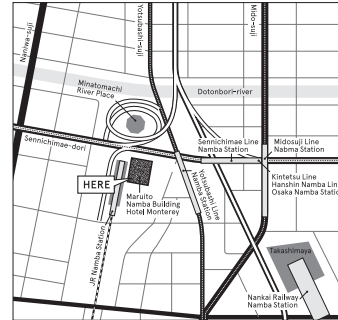 Naniwa-suji
Yotsubashi-suji
Mido-suji
Minatomachi
River Place
Dotonbori-river
Sennichimae-dori
Sennichimae Line
Namba Station
Midosuji Line
Nabma Station
HERE
Maruito
Namba Building
Hotel Monterey
Yotsubashi Line
Namba Station
Kintetsu Line
Hanshin Namba Line
Osaka Namba Station
JR Namba Station
Takashimaya
Nankai Railway
Namba Station